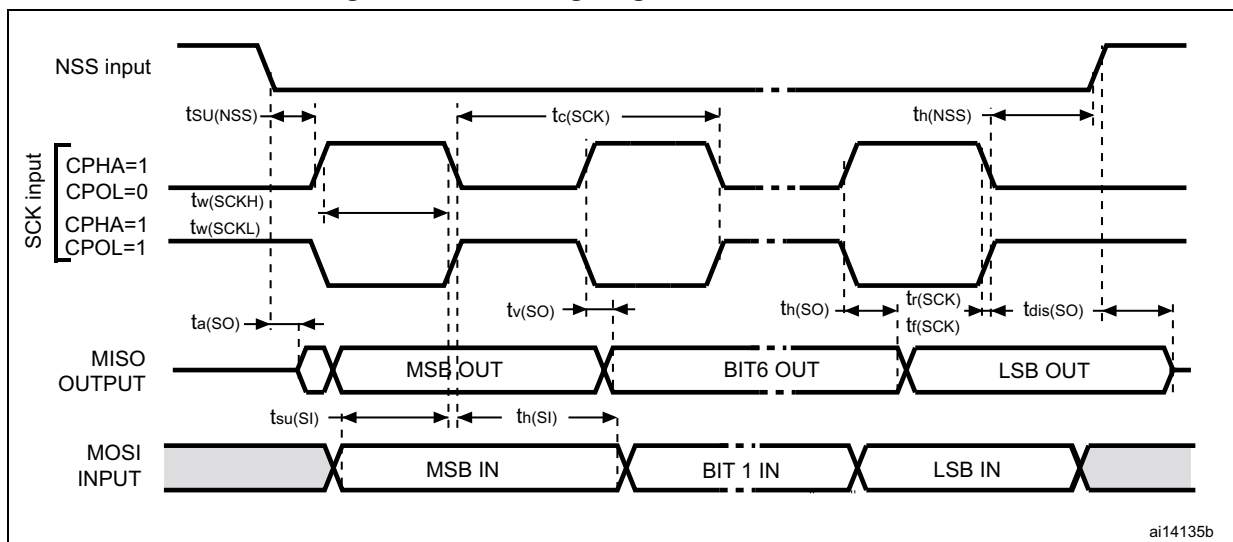 NSS input
tSU(NSS)
tc(SCK)
th(NSS)
SCK input
CPHA=1
CPOL=0
tw(SCKH)
CPHA=1
tw(SCKL)
CPOL=1
ta(SO)
tv(SO)
th(SO)
tr(SCK)
tf(SCK)
tdis(SO)
MISO
OUTPUT
MSB OUT
BIT6 OUT
LSB OUT
tsu(SI)
th(SI)
MOSI
INPUT
MSB IN
BIT 1 IN
LSB IN
ai14135b